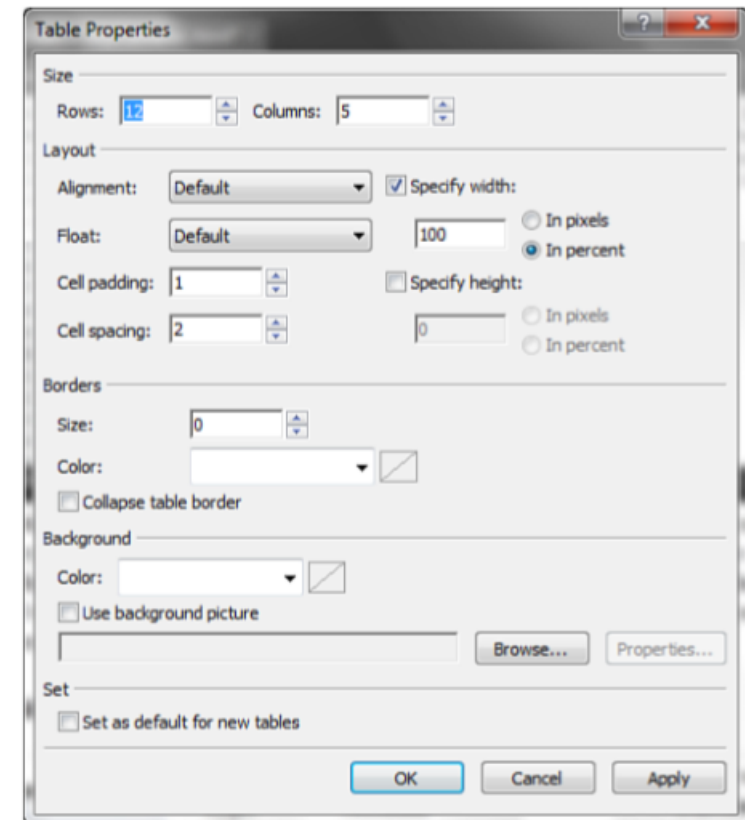 Table Properties
Size
Rows: 12 Columns: 5
Layout
Alignment: Default Specify width:
Float: Default 100 In pixels
In percent
Cell padding: 1 Specify height:
Cell spacing: 2 0 In pixels
In percent
Borders
Size: 0
Color:
Collapse table border
Background
Color:
Use background picture
Browse... Properties...
Set
Set as default for new tables
OK Cancel Apply